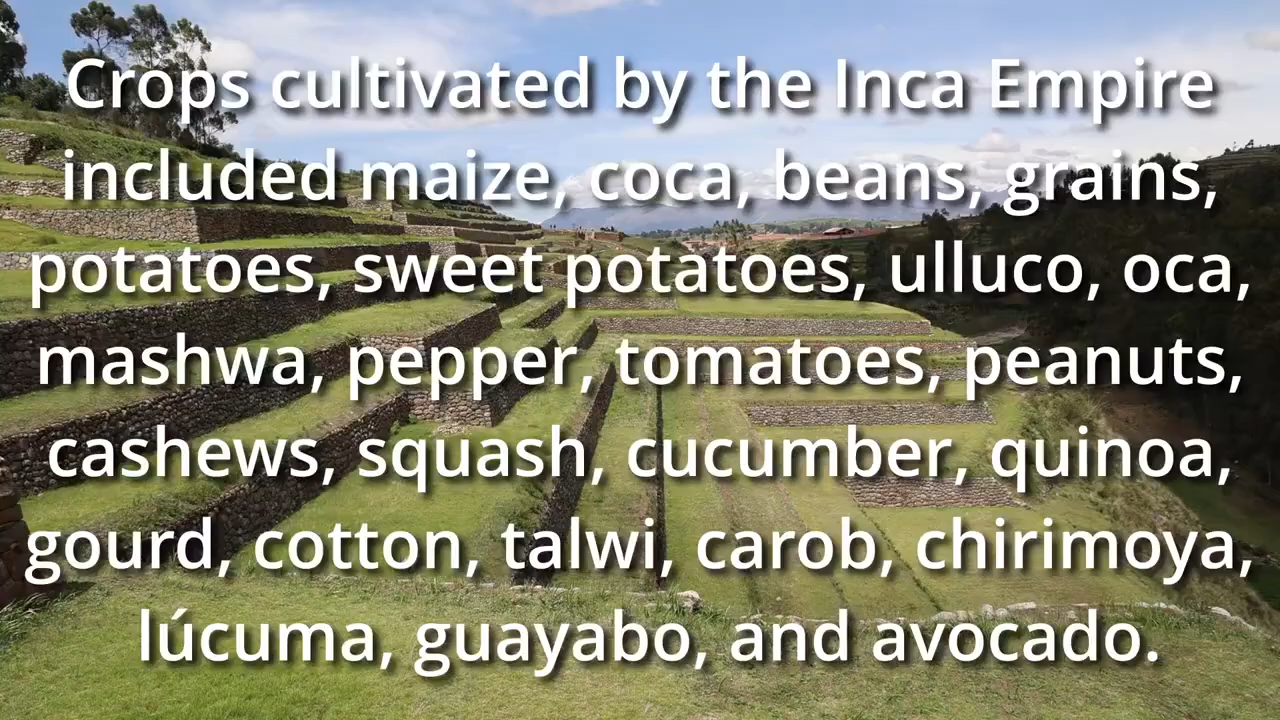 Crops cultivated by the Inca Empire
included maize, coca, beans, grains,
potatoes, sweet potatoes, ulluco, oca,
mashwa, pepper, tomatoes, peanuts,
cashews, squash, cucumber, quinoa,
gourd, cotton, talwi, carob, chirimoya,
lúcuma, guayabo, and avocado.